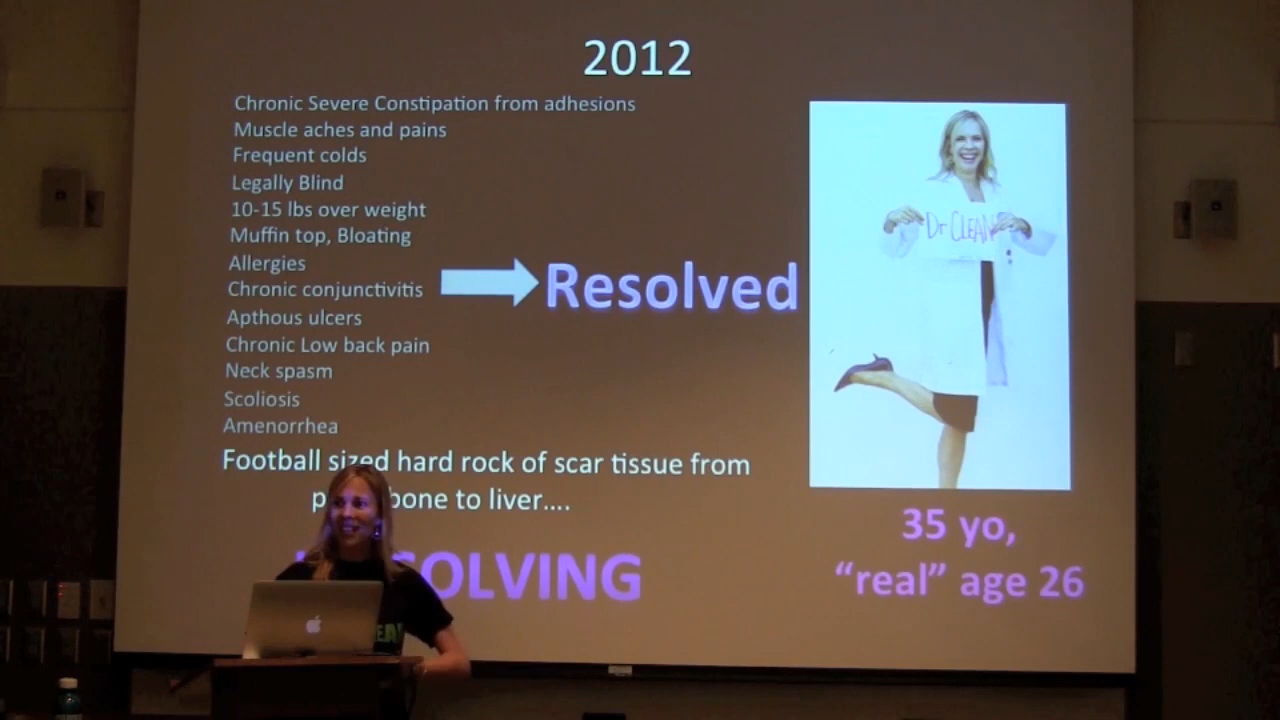 2012
Chronic Severe Constipation from adhesions
Muscle aches and pains
Frequent colds
Legally Blind
10-15 lbs over weight
Muffin top, Bloating
Allergies
Chronic conjunctivitis
Resolved
Apthous ulcers
Chronic Low back pain
Neck spasm
Scoliosis
Amenorrhea
Football sized hard rock of scar tissue from
bone to liver....
SOLVING
Dr CLEAN
35 yo,
"real" age 26